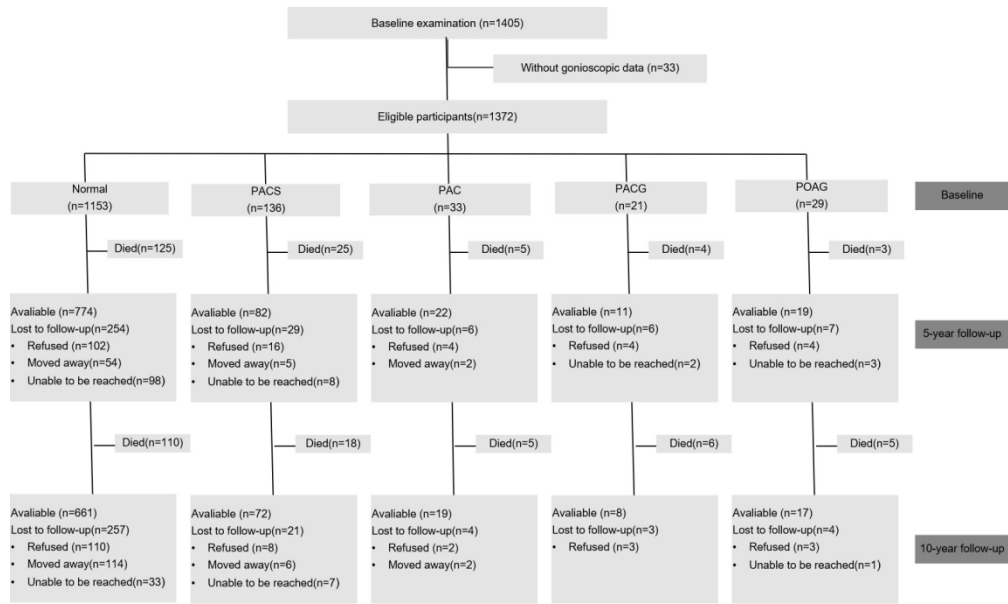 Baseline examination (n=1405)
Without gonioscopic data (n=33)
Eligible participants(n=1372)
Normal
(n=1153)
PACS
(n=136)
PAC
(n=33)
PACG
(n=21)
POAG
(n=29)
Baseline
Died(n=125)
Died(n=25)
Died(n=5)
Died(n=4)
Died(n=3)
Avaliable (n=774)
Lost to follow-up(n=254)
• Refused (n=102)
• Moved away(n=54)
• Unable to be reached(n=98)
Avaliable (n=82)
Lost to follow-up(n=29)
• Refused (n=16)
• Moved away(n=5)
• Unable to be reached(n=8)
Avaliable (n=22)
Lost to follow-up(n=6)
• Refused (n=4)
• Moved away(n=2)
Avaliable(n=11)
Lost to follow-up(n=6)
• Refused (n=4)
• Unable to be reached(n=2)
Avaliable (n=19)
Lost to follow-up(n=7)
• Refused (n=4)
• Unable to be reached(n=3)
5-year follow-up
Died(n=110)
Died(n=18)
Died(n=5)
Died(n=6)
Died(n=5)
Avaliable (n=661)
Lost to follow-up(n=257)
• Refused (n=110)
• Moved away(n=114)
• Unable to be reached(n=33)
Avaliable (n=72)
Lost to follow-up(n=21)
• Refused (n=8)
• Moved away(n=6)
• Unable to be reached(n=7)
Avaliable (n=19)
Lost to follow-up(n=4)
• Refused (n=2)
• Moved away(n=2)
Avaliable (n=8)
Lost to follow-up(n=3)
• Refused (n=3)
Avaliable (n=17)
Lost to follow-up(n=4)
• Refused (n=3)
• Unable to be reached(n=1)
10-year follow-up